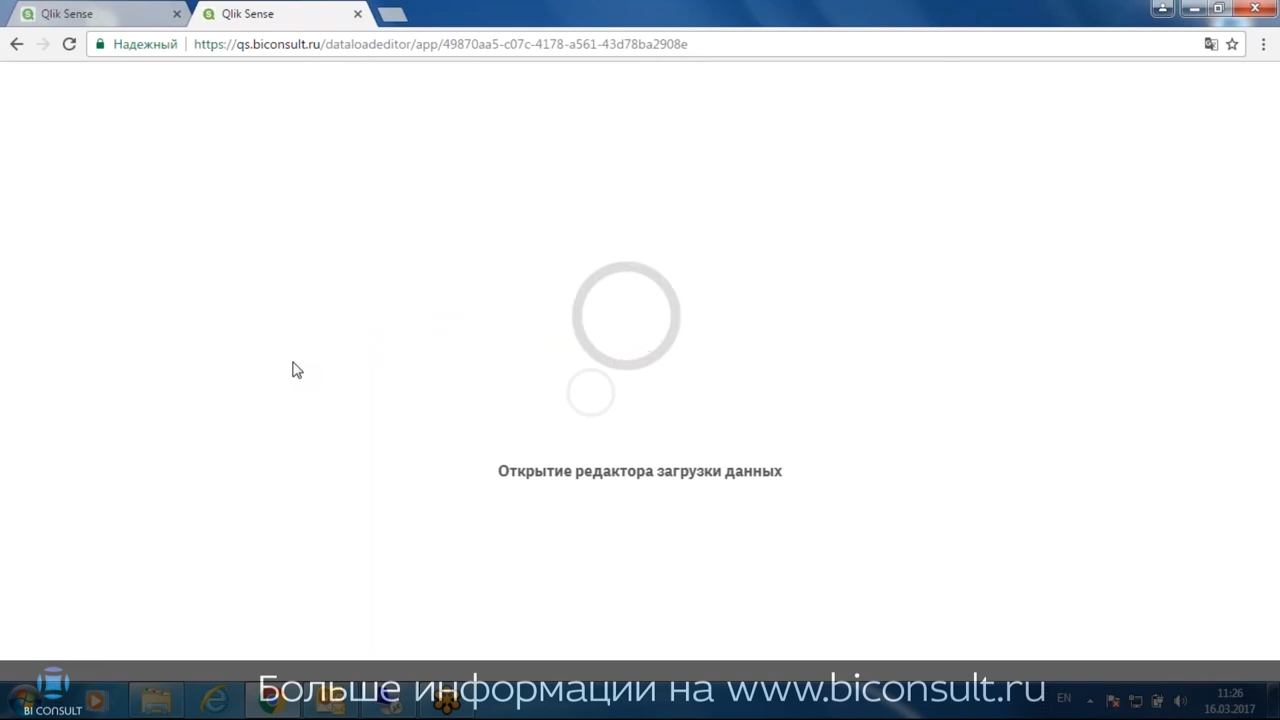 Qlik Sense
Qlik Sense
Надежный
https://qs.biconsult.ru/dataloadeditor/app/49870aa5-c07c-4178-a561-43d78ba2908e
Открытие редактора загрузки данных
Больше информации на www.biconsult.ru
BI CONSULT
EN
11:26
16.03.2017